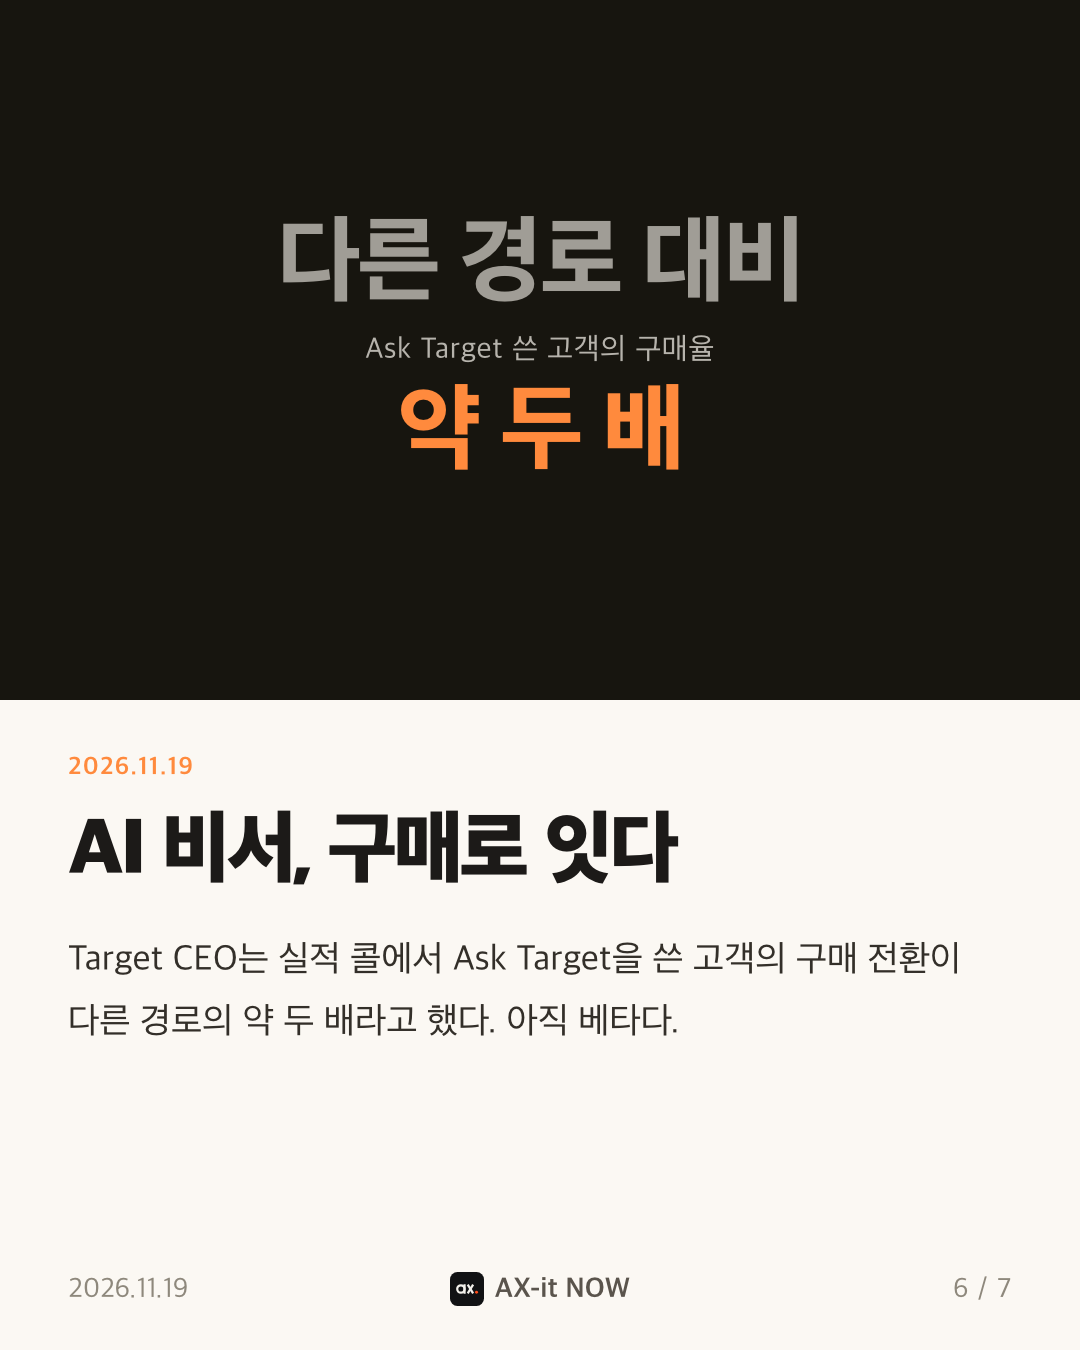 다른 경로 대비
Ask Target 쓴 고객의 구매율
약 두 배
2026.11.19
AI 비서, 구매로 잇다
Target CEO는 실적 콜에서 Ask Target을 쓴 고객의 구매 전환이
다른 경로의 약 두 배라고 했다. 아직 베타다.
2026.11.19
ax.
AX-it NOW
6 / 7